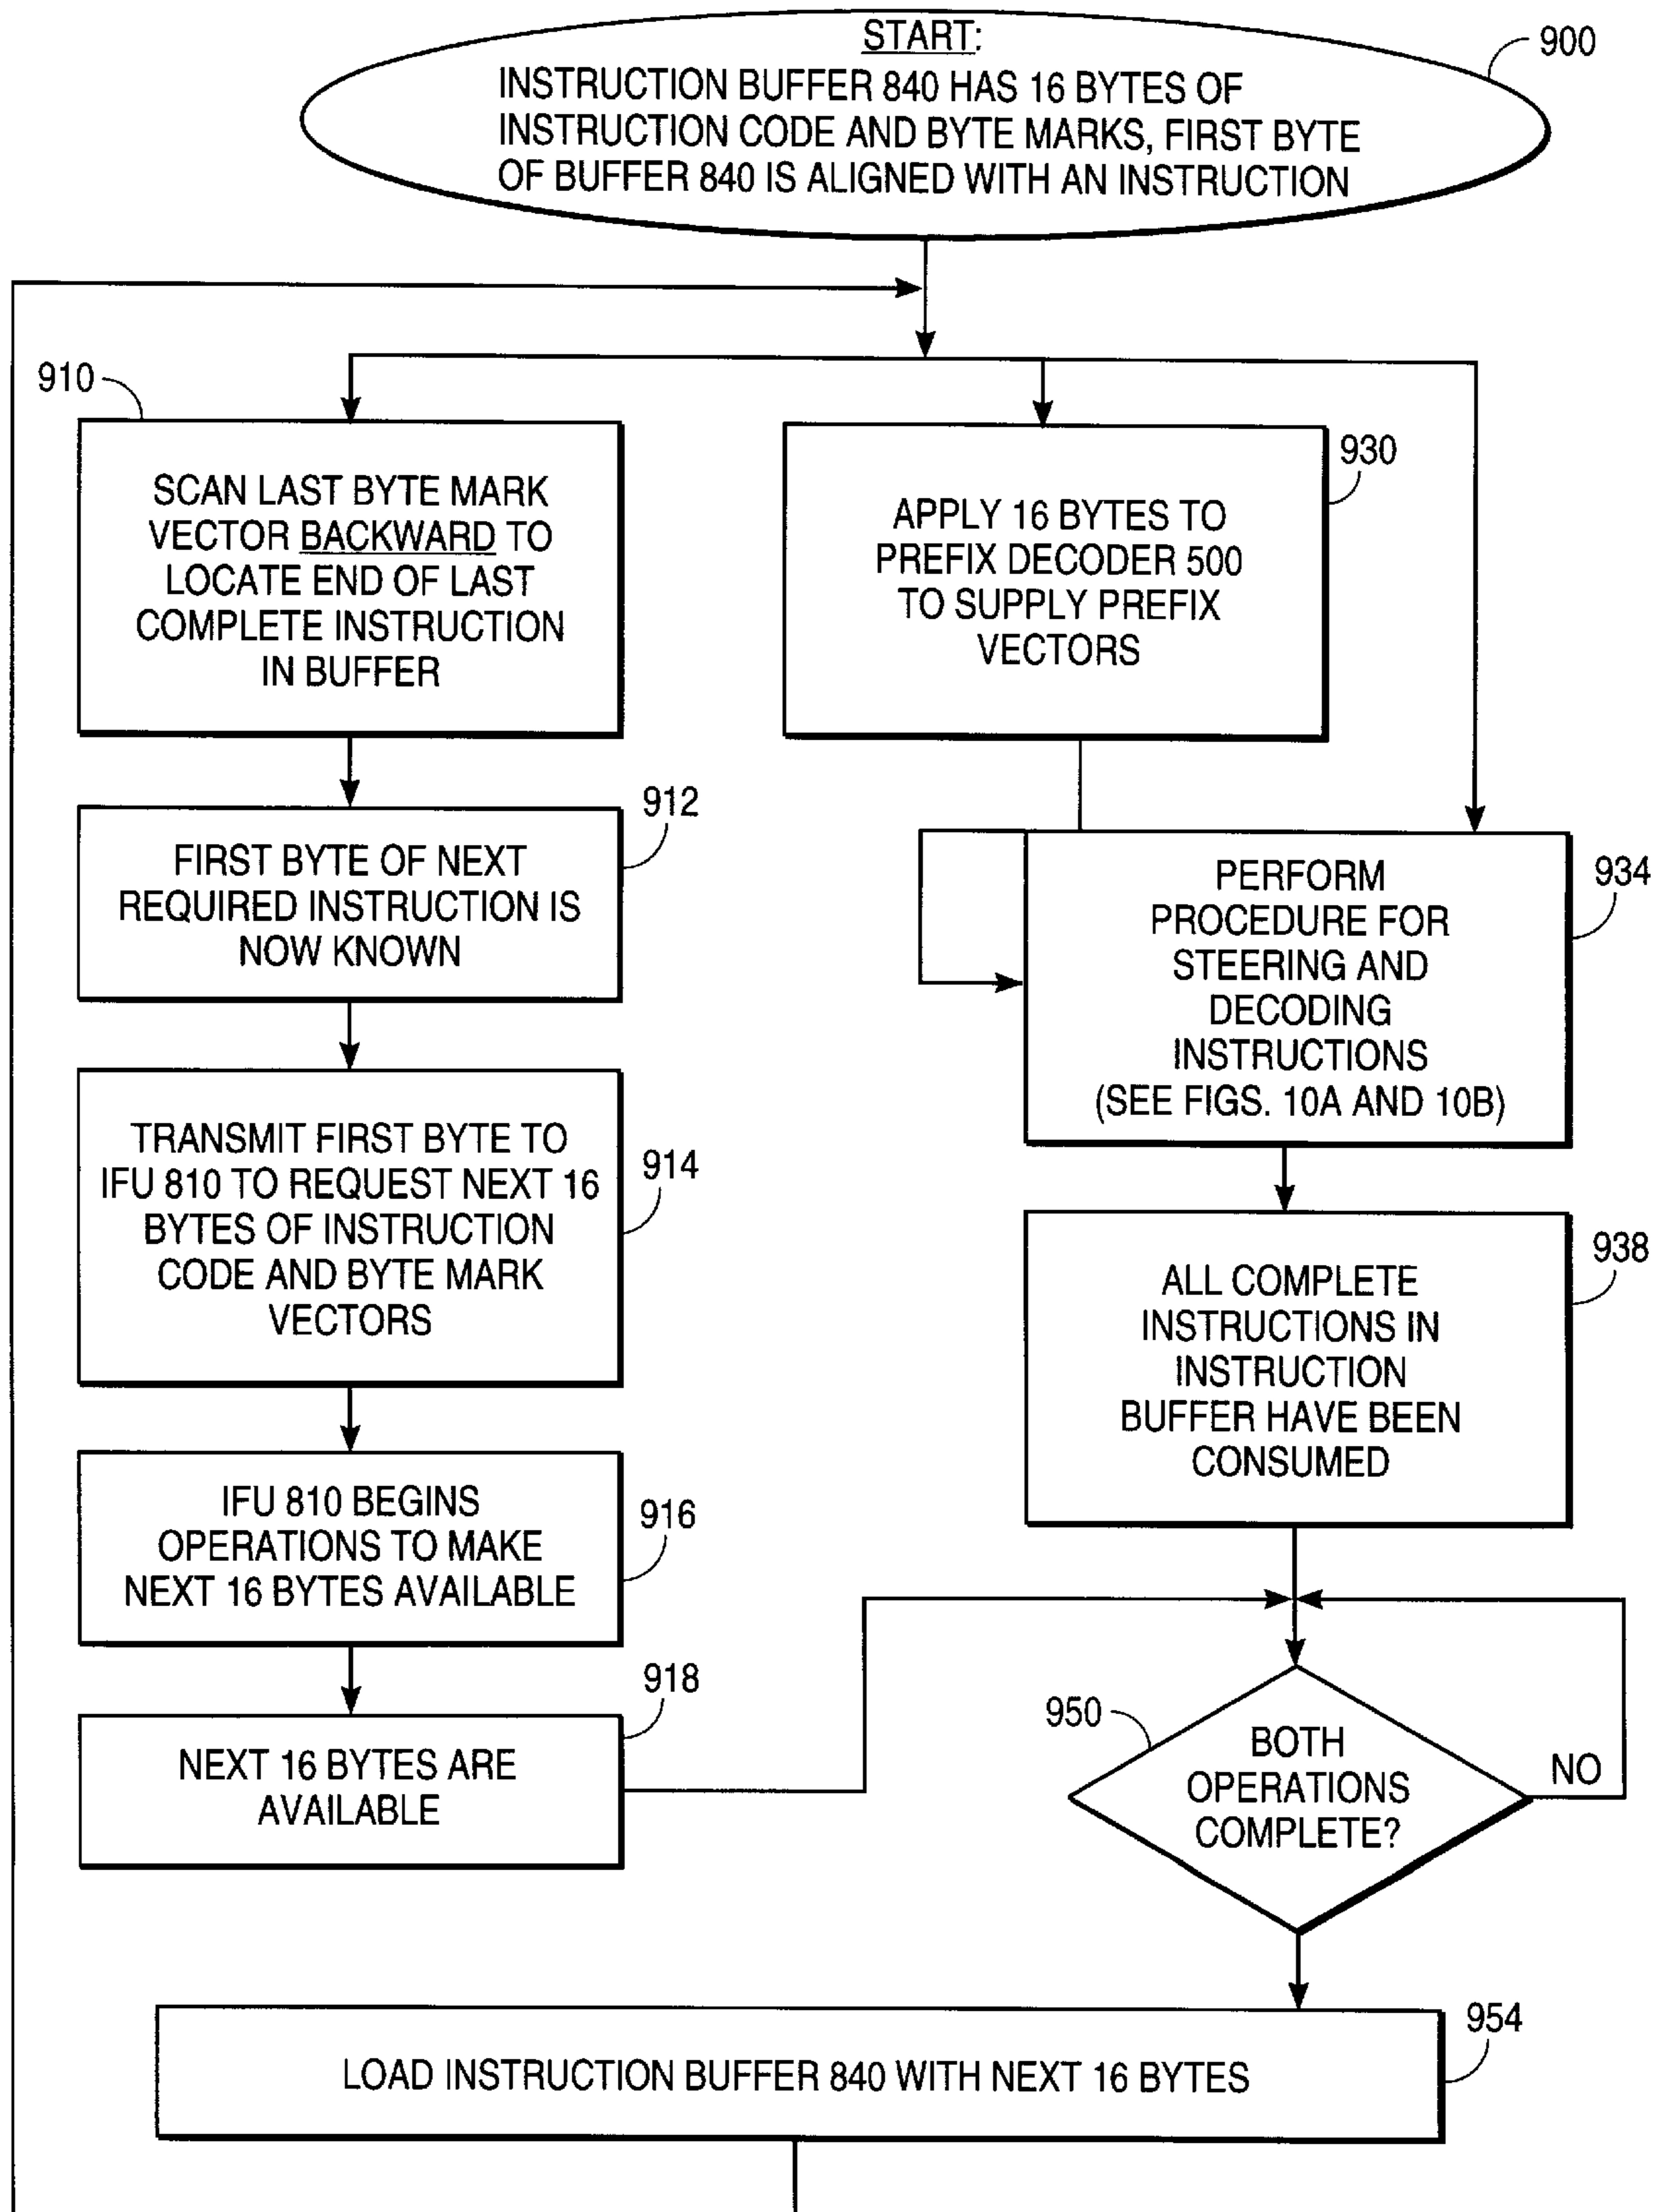 START:
INSTRUCTION BUFFER 840 HAS 16 BYTES OF
INSTRUCTION CODE AND BYTE MARKS, FIRST BYTE
OF BUFFER 840 IS ALIGNED WITH AN INSTRUCTION
900
910
SCAN LAST BYTE MARK
VECTOR BACKWARD TO
LOCATE END OF LAST
COMPLETE INSTRUCTION
IN BUFFER
930
APPLY 16 BYTES TO
PREFIX DECODER 500
TO SUPPLY PREFIX
VECTORS
912
FIRST BYTE OF NEXT
REQUIRED INSTRUCTION IS
NOW KNOWN
934
PERFORM
PROCEDURE FOR
STEERING AND
DECODING
INSTRUCTIONS
(SEE FIGS. 10A AND 10B)
914
TRANSMIT FIRST BYTE TO
IFU 810 TO REQUEST NEXT 16
BYTES OF INSTRUCTION
CODE AND BYTE MARK
VECTORS
938
ALL COMPLETE
INSTRUCTIONS IN
INSTRUCTION
BUFFER HAVE BEEN
CONSUMED
916
IFU 810 BEGINS
OPERATIONS TO MAKE
NEXT 16 BYTES AVAILABLE
918
NEXT 16 BYTES ARE
AVAILABLE
950
BOTH
OPERATIONS
COMPLETE?
NO
954
LOAD INSTRUCTION BUFFER 840 WITH NEXT 16 BYTES